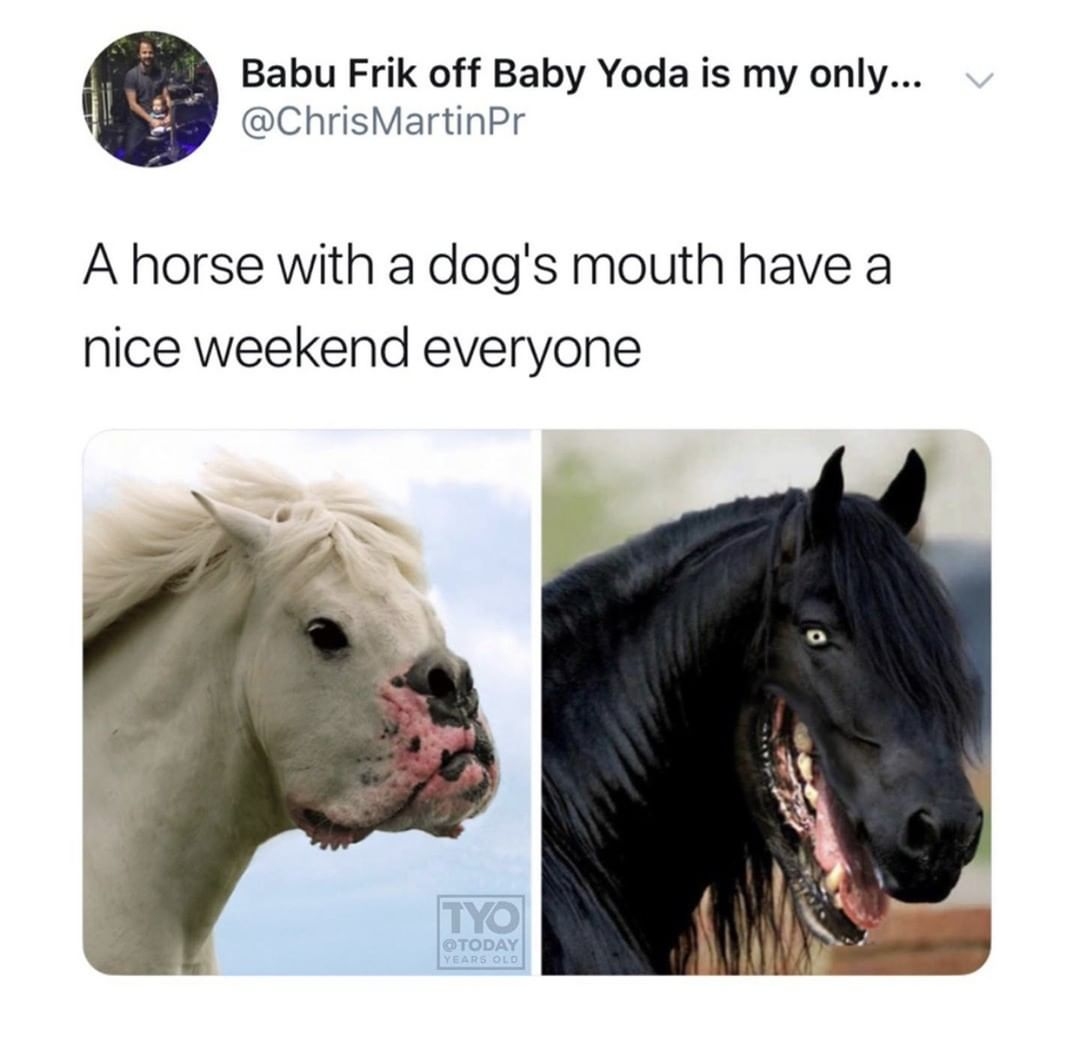 Babu Frik off Baby Yoda is my only...
@ChrisMartinPr
A horse with a dog's mouth have a
nice weekend everyone
TYO
@TODAY
YEARS OLD